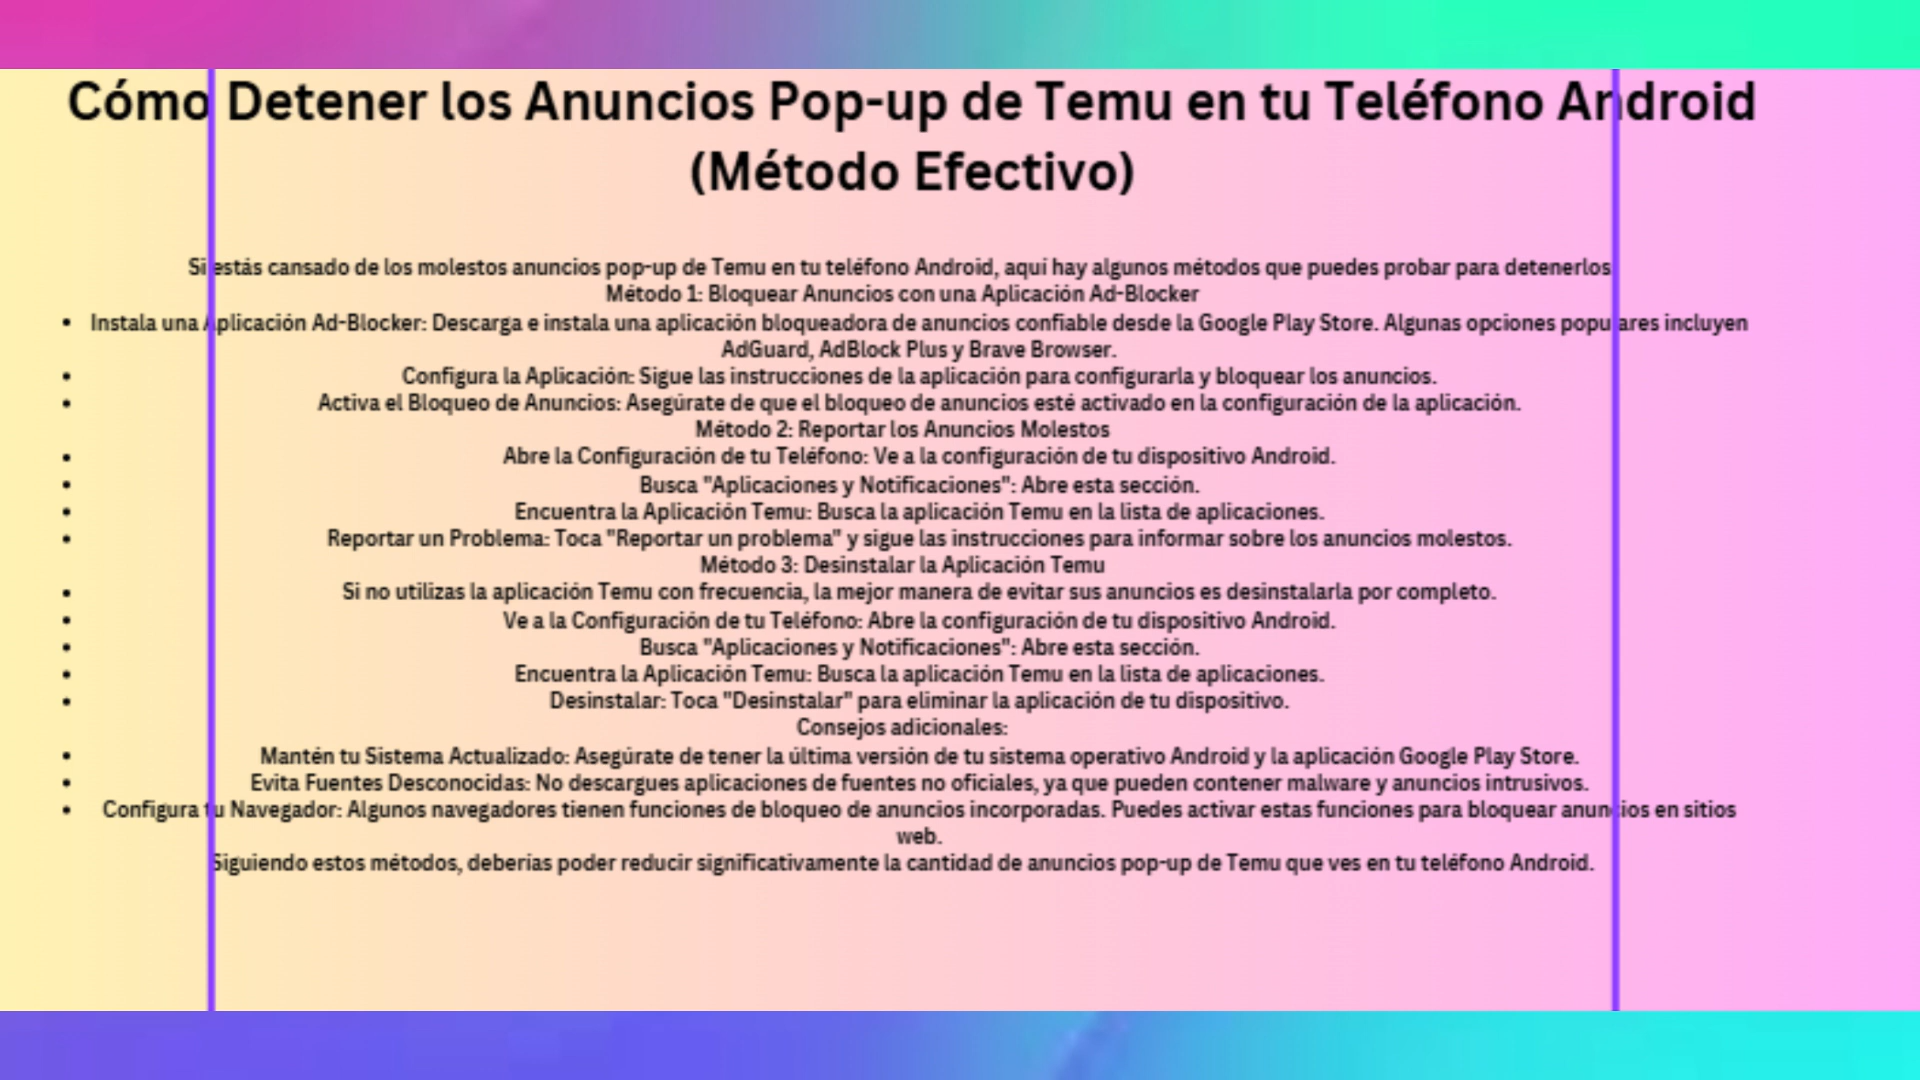 Cómo Detener los Anuncios Pop-up de Temu en tu Teléfono Android
(Método Efectivo)
Si estás cansado de los molestos anuncios pop-up de Temu en tu teléfono Android, aquí hay algunos métodos que puedes probar para detenerlos
Método 1: Bloquear Anuncios con una Aplicación Ad-Blocker
• Instala una Aplicación Ad-Blocker: Descarga e instala una aplicación bloqueadora de anuncios confiable desde la Google Play Store. Algunas opciones populares incluyen
AdGuard, AdBlock Plus y Brave Browser.
• Configura la Aplicación: Sigue las instrucciones de la aplicación para configurarla y bloquear los anuncios.
• Activa el Bloqueo de Anuncios: Asegúrate de que el bloqueo de anuncios esté activado en la configuración de la aplicación.
Método 2: Reportar los Anuncios Molestos
• Abre la Configuración de tu Teléfono: Ve a la configuración de tu dispositivo Android.
• Busca "Aplicaciones y Notificaciones": Abre esta sección.
• Encuentra la Aplicación Temu: Busca la aplicación Temu en la lista de aplicaciones.
• Reportar un Problema: Toca "Reportar un problema" y sigue las instrucciones para informar sobre los anuncios molestos.
Método 3: Desinstalar la Aplicación Temu
• Si no utilizas la aplicación Temu con frecuencia, la mejor manera de evitar sus anuncios es desinstalarla por completo.
• Ve a la Configuración de tu Teléfono: Abre la configuración de tu dispositivo Android.
• Busca "Aplicaciones y Notificaciones": Abre esta sección.
• Encuentra la Aplicación Temu: Busca la aplicación Temu en la lista de aplicaciones.
• Desinstalar: Toca "Desinstalar" para eliminar la aplicación de tu dispositivo.
Consejos adicionales:
• Mantén tu Sistema Actualizado: Asegúrate de tener la última versión de tu sistema operativo Android y la aplicación Google Play Store.
• Evita Fuentes Desconocidas: No descargues aplicaciones de fuentes no oficiales, ya que pueden contener malware y anuncios intrusivos.
• Configura tu Navegador: Algunos navegadores tienen funciones de bloqueo de anuncios incorporadas. Puedes activar estas funciones para bloquear anuncios en sitios
web.
Siguiendo estos métodos, deberías poder reducir significativamente la cantidad de anuncios pop-up de Temu que ves en tu teléfono Android.